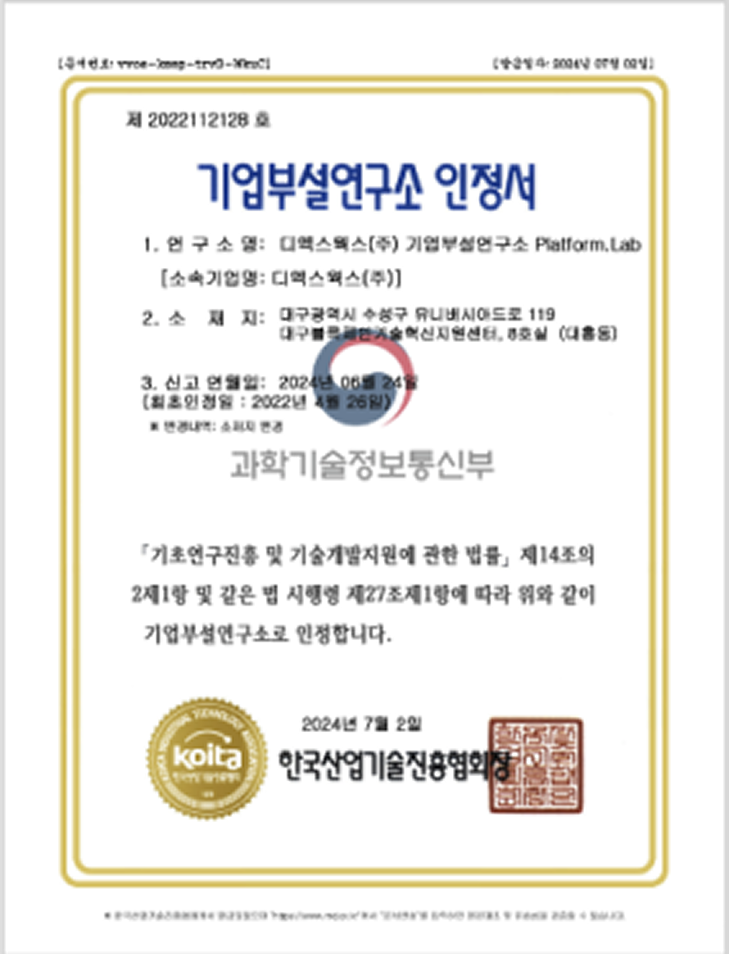 제 2022112128 호
기업부설연구소 인정서
1. 연 구 소 명: 디엑스웍스(주) 기업부설연구소 Platform.Lab
[소속기업명: 디엑스웍스(주)]
2. 소 재 지: 대구광역시 수성구 유니버시아드로 119
대구블록체인기술혁신지원센터, 8호실 (대흥동)
3. 신고 연월일: 2024년 06월 24일
(최초인정일 : 2022년 4월 26일)
※ 변경내역: 소재지 변경
과학기술정보통신부
「기초연구진흥 및 기술개발지원에 관한 법률」 제14조의
2제1항 및 같은 법 시행령 제27조제1항에 따라 위와 같이
기업부설연구소로 인정합니다.
2024년 7월 2일
koita
한국산업기술진흥협회장
[발급일자: 2024년 07월 02일]